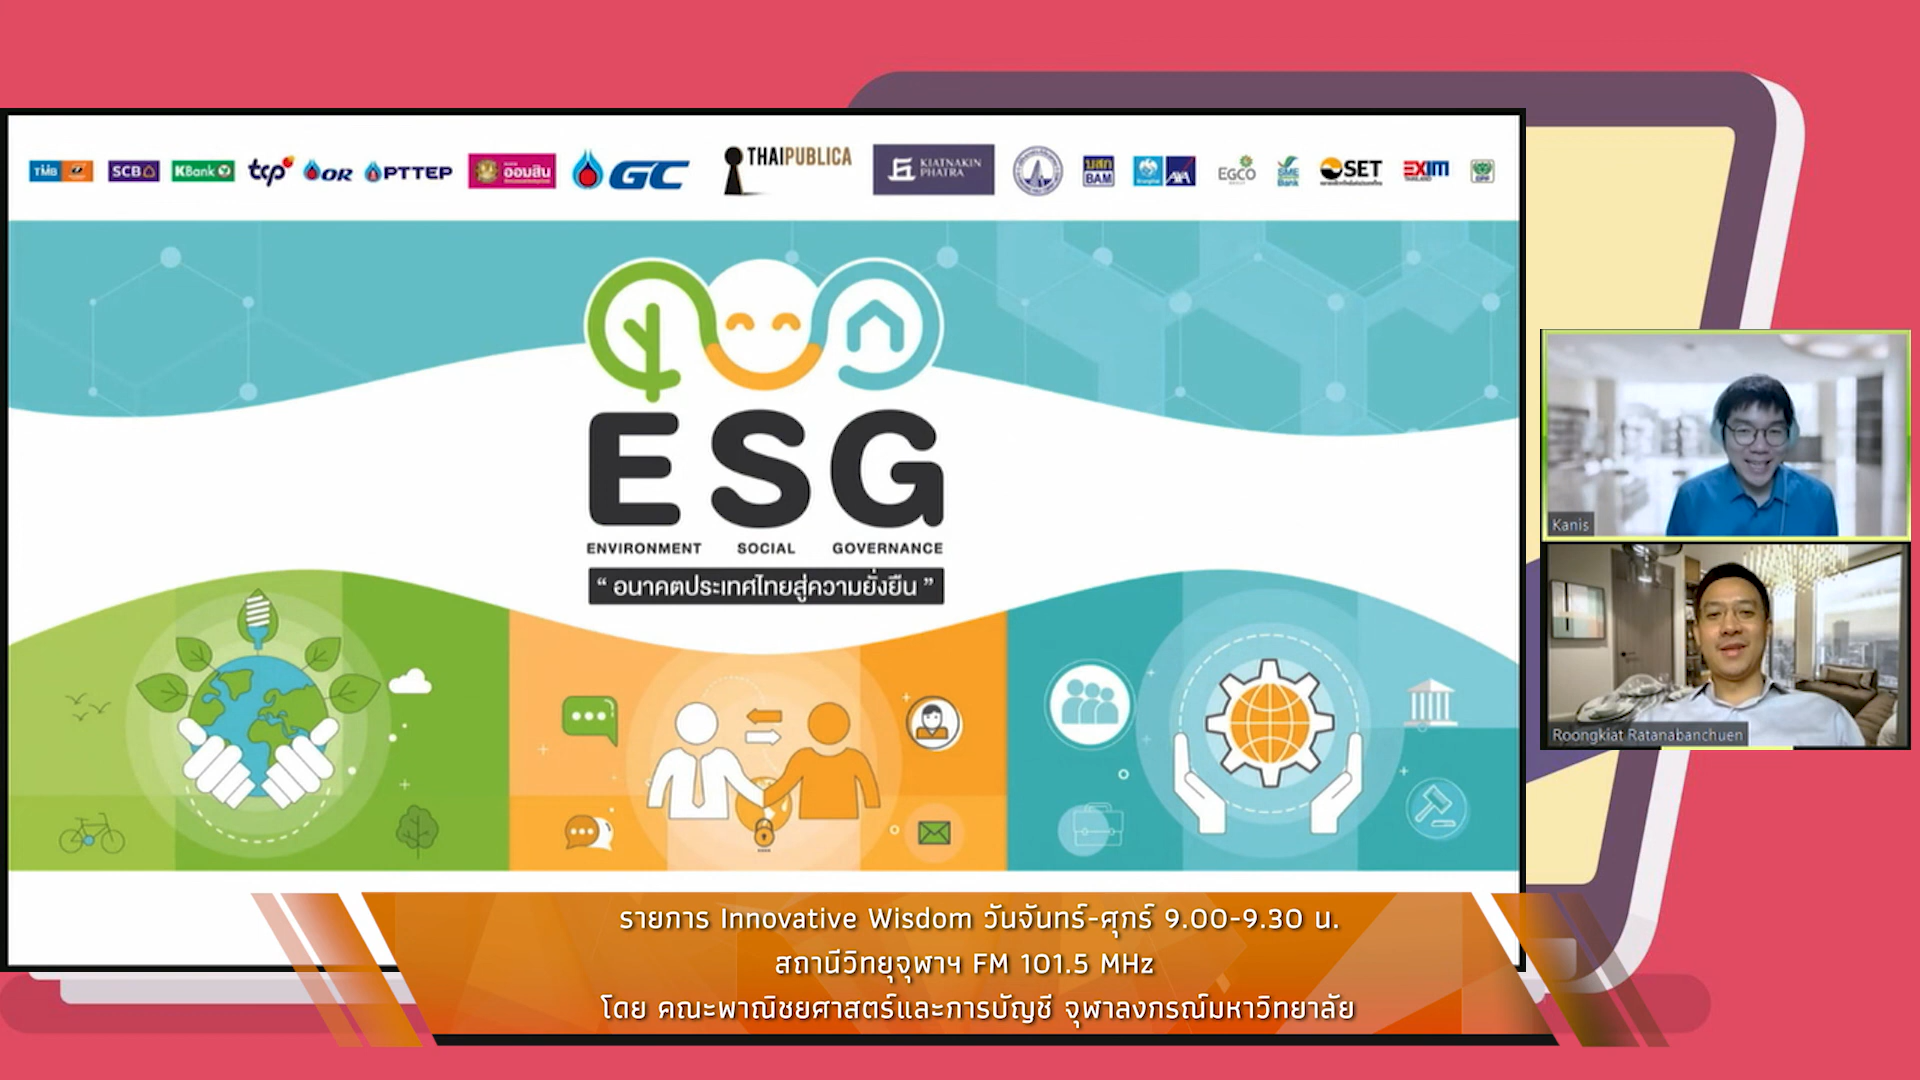 TMB
SCB
KBank
tcp
OR
PTTEP
ออมสิน
GC
THAIPUBLICA
KIATNAKIN
PHATRA
บสก
BAM
AXA
EGCO
SME
Bank
SET
EXIM
ESG
ENVIRONMENT SOCIAL GOVERNANCE
“ อนาคตประเทศไทยสู่ความยั่งยืน ”
Kanis
Roongkiat Ratanabanchuen
รายการ Innovative Wisdom วันจันทร์-ศุกร์ 9.00-9.30 น.
สถานีวิทยุจุฬาฯ FM 101.5 MHz
โดย คณะพาณิชยศาสตร์และการบัญชี จุฬาลงกรณ์มหาวิทยาลัย